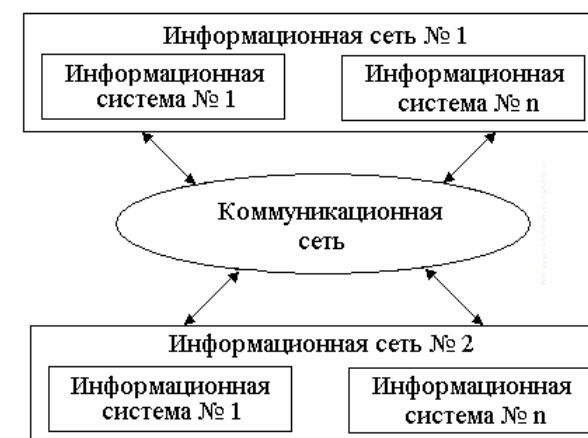 Информационная сеть № 1
Информационная
система № 1
Информационная
система № n
Коммуникационная
сеть
Информационная сеть № 2
Информационная
система № 1
Информационная
система № n